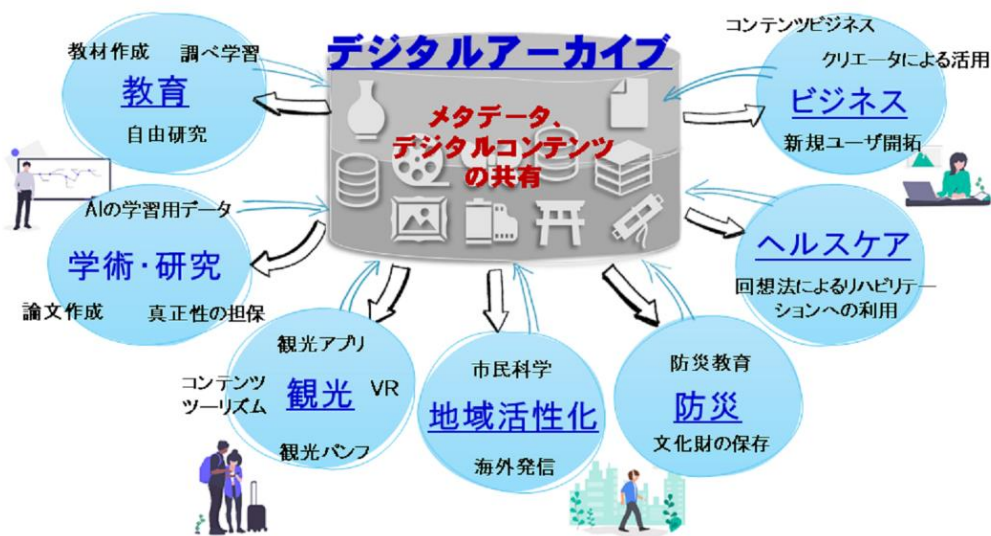 デジタルアーカイブ
メタデータ、
デジタルコンテンツ
の共有
教材作成 調べ学習
教育
自由研究
AIの学習用データ
学術・研究
論文作成 真正性の担保
観光アプリ
コンテンツ
ツーリズム
観光 VR
観光パンフ
市民科学
地域活性化
海外発信
防災教育
防災
文化財の保存
ヘルスケア
回想法によるリハビリテー
ションへの利用
コンテンツビジネス
クリエータによる活用
ビジネス
新規ユーザ開拓